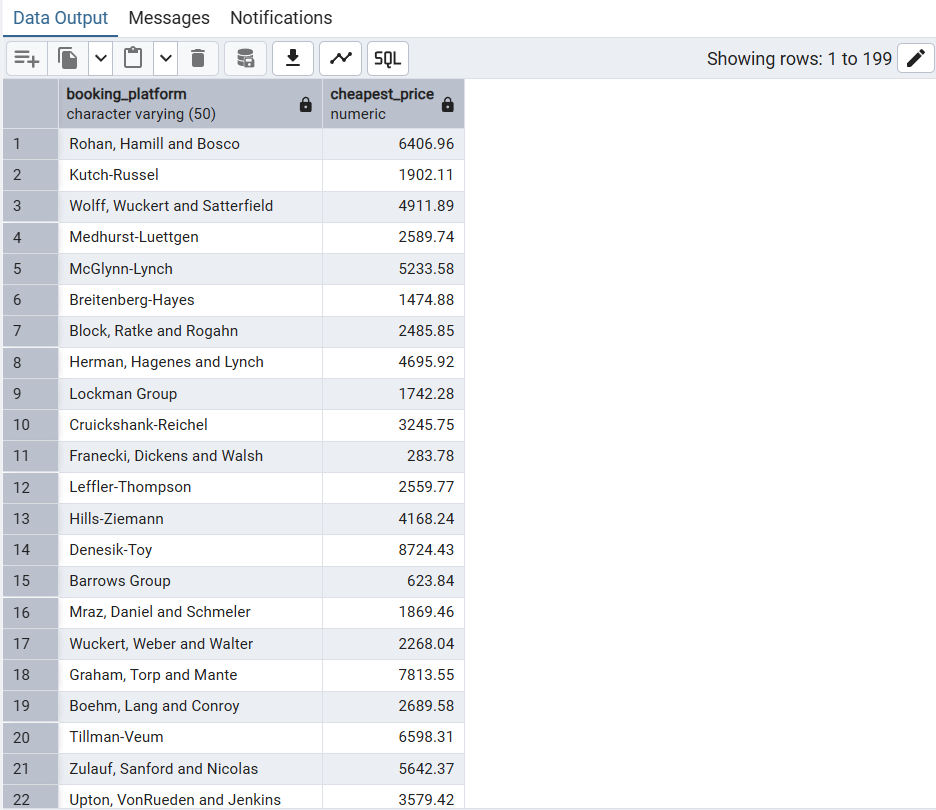 Data Output Messages Notifications
SQL Showing rows: 1 to 199
booking_platform cheapest_price
character varying (50) numeric
1 Rohan, Hamill and Bosco 6406.96
2 Kutch-Russel 1902.11
3 Wolff, Wuckert and Satterfield 4911.89
4 Medhurst-Luettgen 2589.74
5 McGlynn-Lynch 5233.58
6 Breitenberg-Hayes 1474.88
7 Block, Ratke and Rogahn 2485.85
8 Herman, Hagenes and Lynch 4695.92
9 Lockman Group 1742.28
10 Cruickshank-Reichel 3245.75
11 Franecki, Dickens and Walsh 283.78
12 Leffler-Thompson 2559.77
13 Hills-Ziemann 4168.24
14 Denesik-Toy 8724.43
15 Barrows Group 623.84
16 Mraz, Daniel and Schmeler 1869.46
17 Wuckert, Weber and Walter 2268.04
18 Graham, Torp and Mante 7813.55
19 Boehm, Lang and Conroy 2689.58
20 Tillman-Veum 6598.31
21 Zulauf, Sanford and Nicolas 5642.37
22 Upton, VonRueden and Jenkins 3579.42